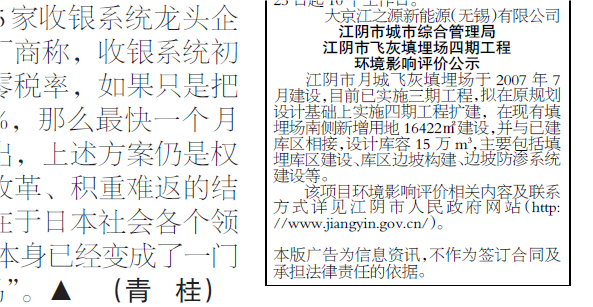 家收银系统龙头企
商称，收银系统初
零税率，如果只是把
%，那么最快一个月
出，上述方案仍是权
改革、积重难返的结
在于日本社会各个领
本身已经变成了一门
”。▲ （青 桂）
大京江之源新能源（无锡）有限公司
江阴市城市综合管理局
江阴市飞灰填埋场四期工程
环境影响评价公示
江阴市月城飞灰填埋场于 2007 年 7
月建设，目前已实施三期工程，拟在原规划
设计基础上实施四期工程扩建，在现有填
埋场南侧新增用地 16422㎡建设，并与已建
库区相接，设计库容 15 万 m³，主要包括填
埋库区建设、库区边坡构建、边坡防渗系统
建设等。
该项目环境影响评价相关内容及联系
方式详见江阴市人民政府网站（http:
//www.jiangyin.gov.cn/）。
本版广告为信息资讯，不作为签订合同及
承担法律责任的依据。